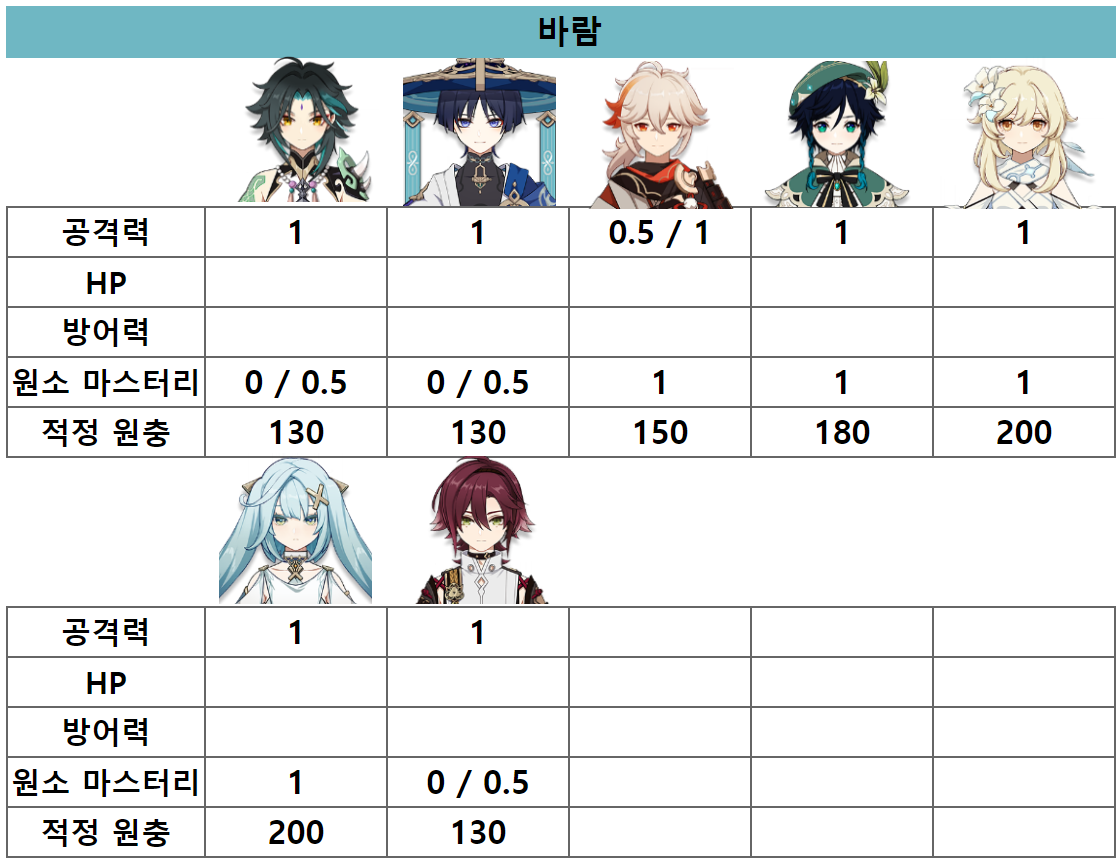 바람
공격력 1 1 0.5 / 1 1 1
HP
방어력
원소 마스터리 0 / 0.5 0 / 0.5 1 1 1
적정 원충 130 130 150 180 200
공격력 1 1
HP
방어력
원소 마스터리 1 0 / 0.5
적정 원충 200 130